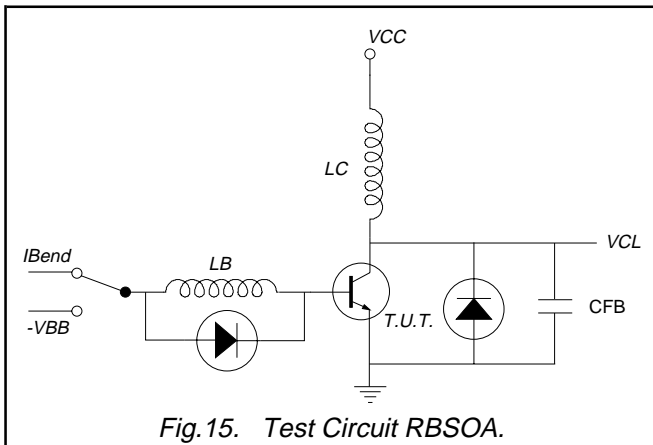 VCC
LC
IBend
LB
VCL
-VBB
T.U.T.
CFB
Fig.15. Test Circuit RBSOA.